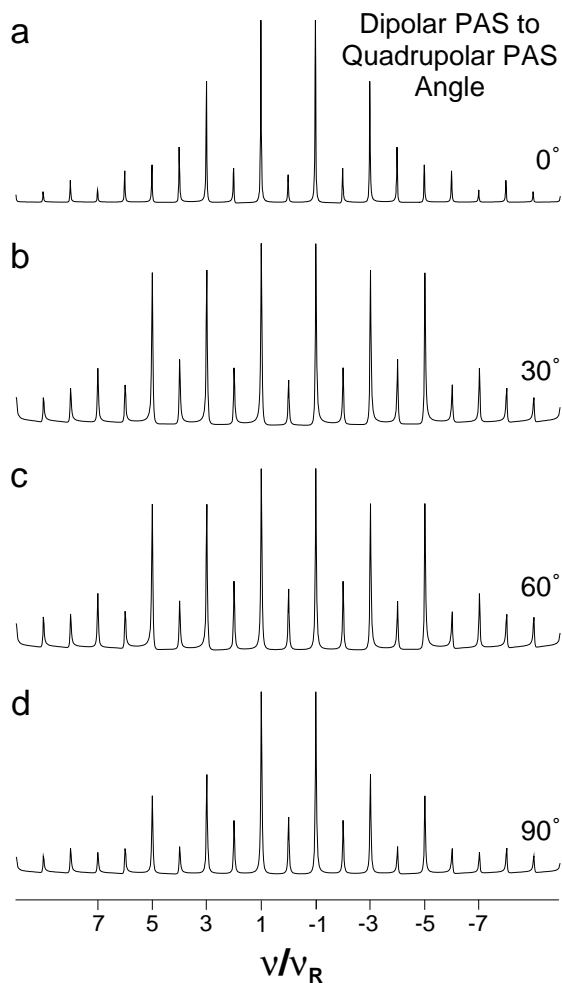 a
Dipolar PAS to
Quadrupolar PAS
Angle
0°
b
30°
c
60°
d
90°
7 5 3 1 -1 -3 -5 -7
ν/νR